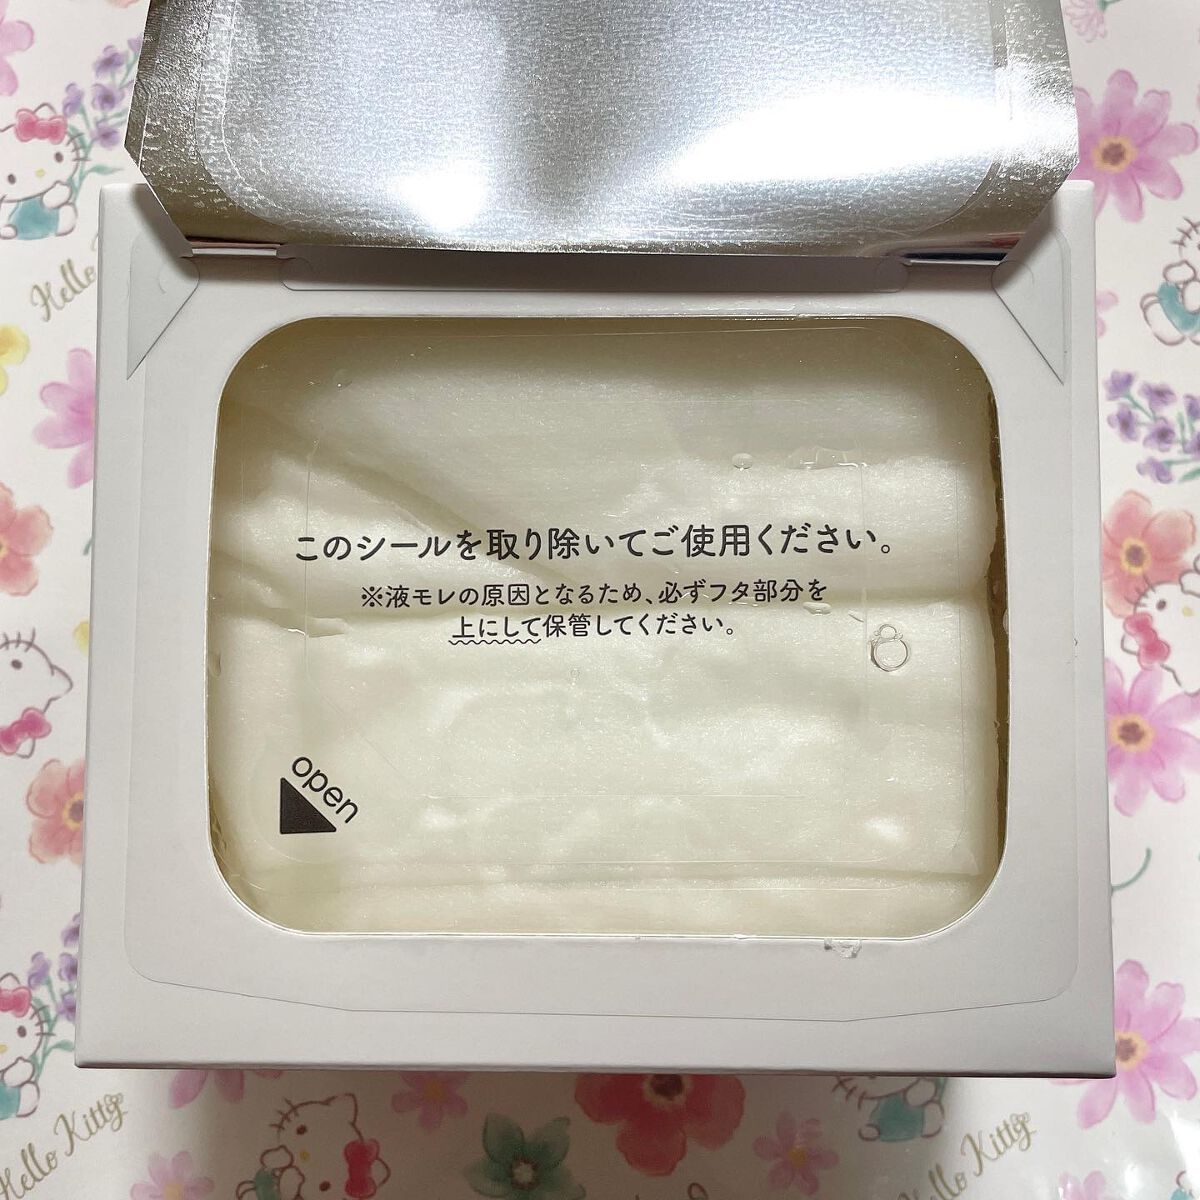 Hello
このシールを取り除いてご使用ください。
※液モレの原因となるため、必ずフタ部分を
上にして保管してください。
open
Hello Kitty
Hello Kitty